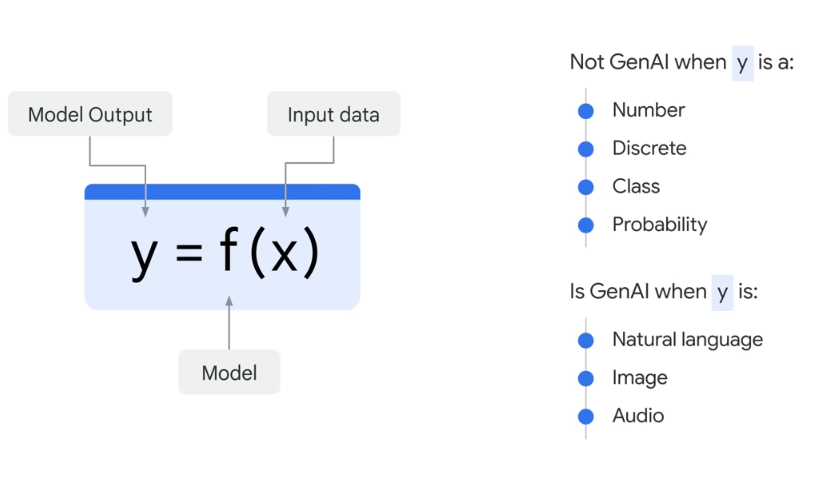 Model Output
Input data
y = f(x)
Model
Not GenAI when y is a:
Number
Discrete
Class
Probability
Is GenAI when y is:
Natural language
Image
Audio